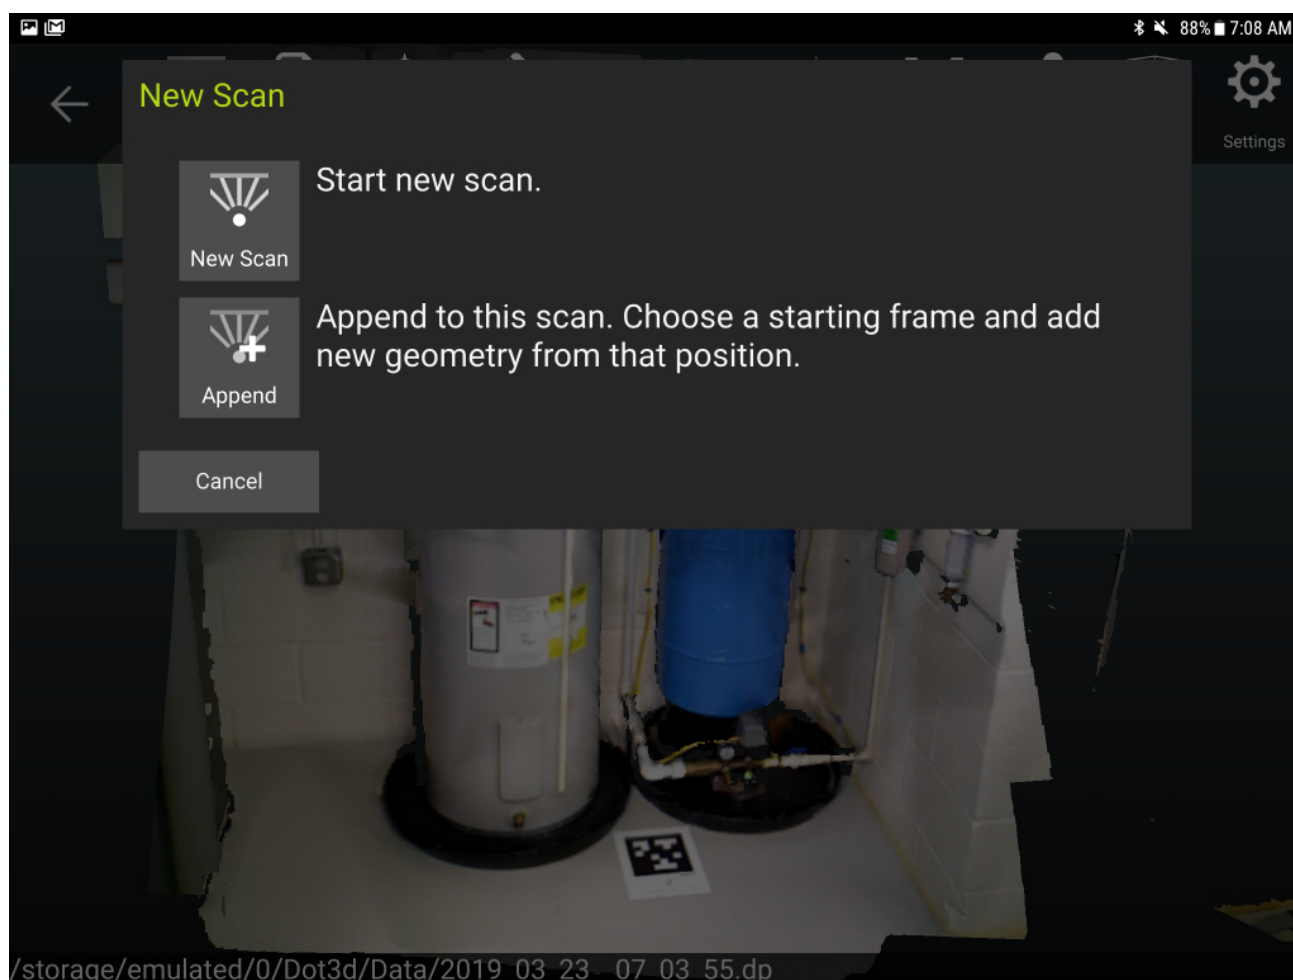 88% 7:08 AM
New Scan
Settings
Start new scan.
New Scan
Append to this scan. Choose a starting frame and add
new geometry from that position.
Append
Cancel
/storage/emulated/0/Dot3d/Data/2019_03_23__07_03_55.dp